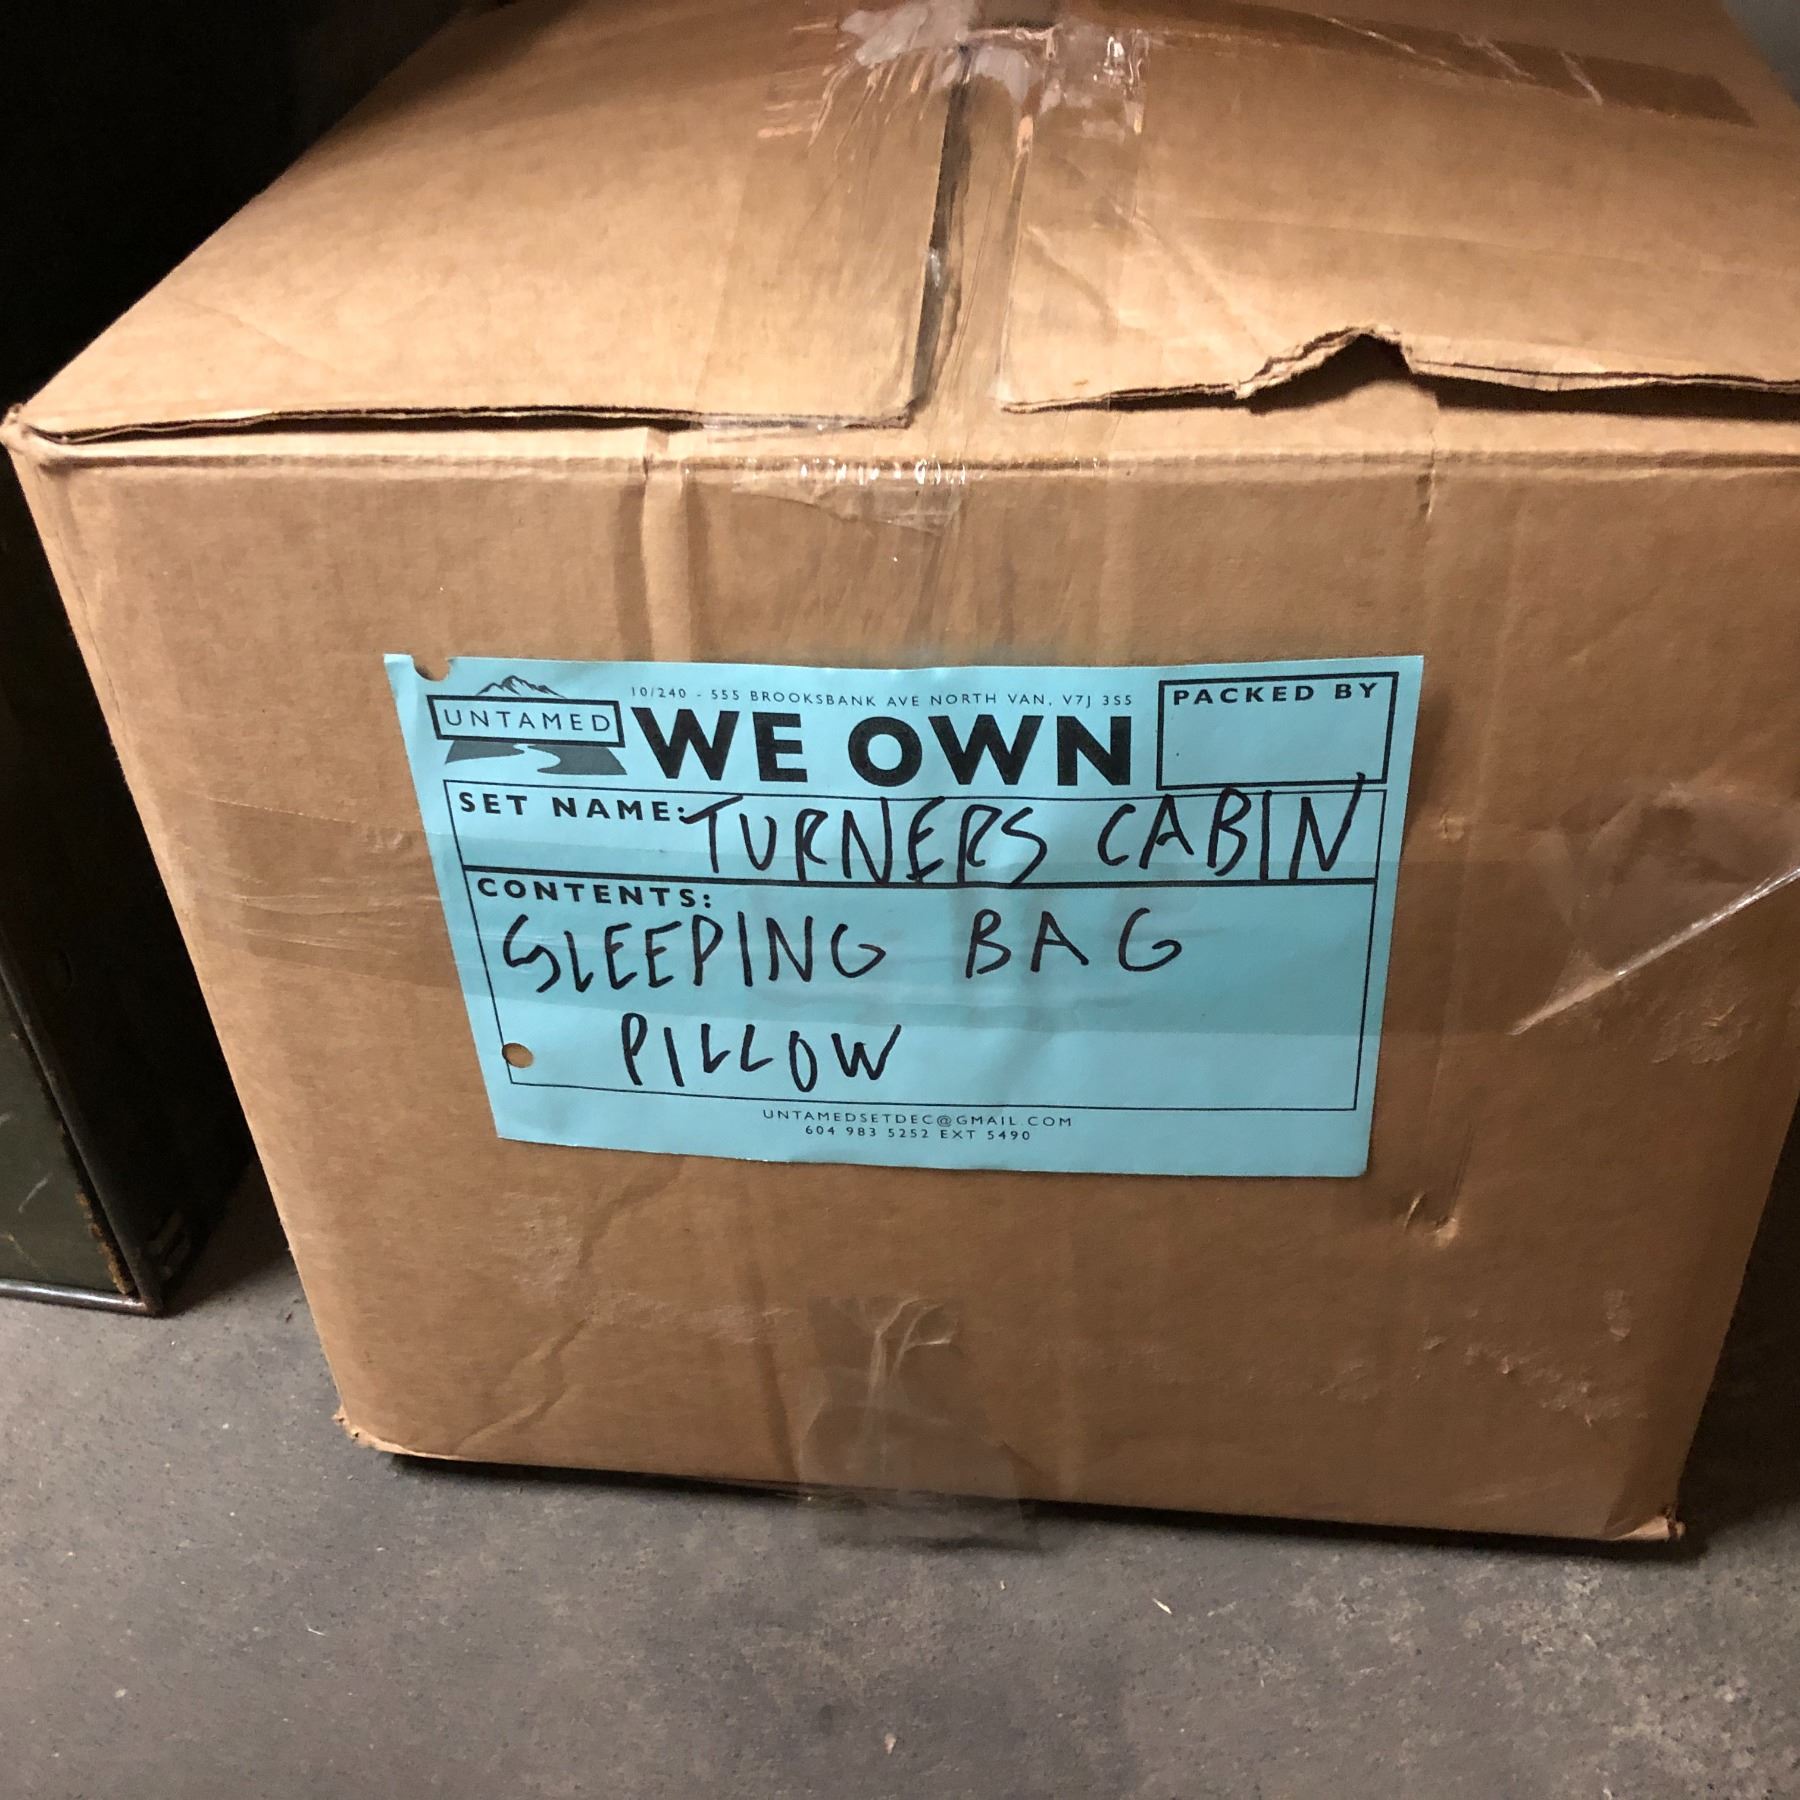 10/240 - 555 BROOKSBANK AVE NORTH VAN, V7J 3S5
UNTAMED
WE OWN
PACKED BY
SET NAME: TURNERS CABIN
CONTENTS:
SLEEPING BAG
PILLOW
UNTAMEDSETDEC@GMAIL.COM
604 983 5252 EXT 5490